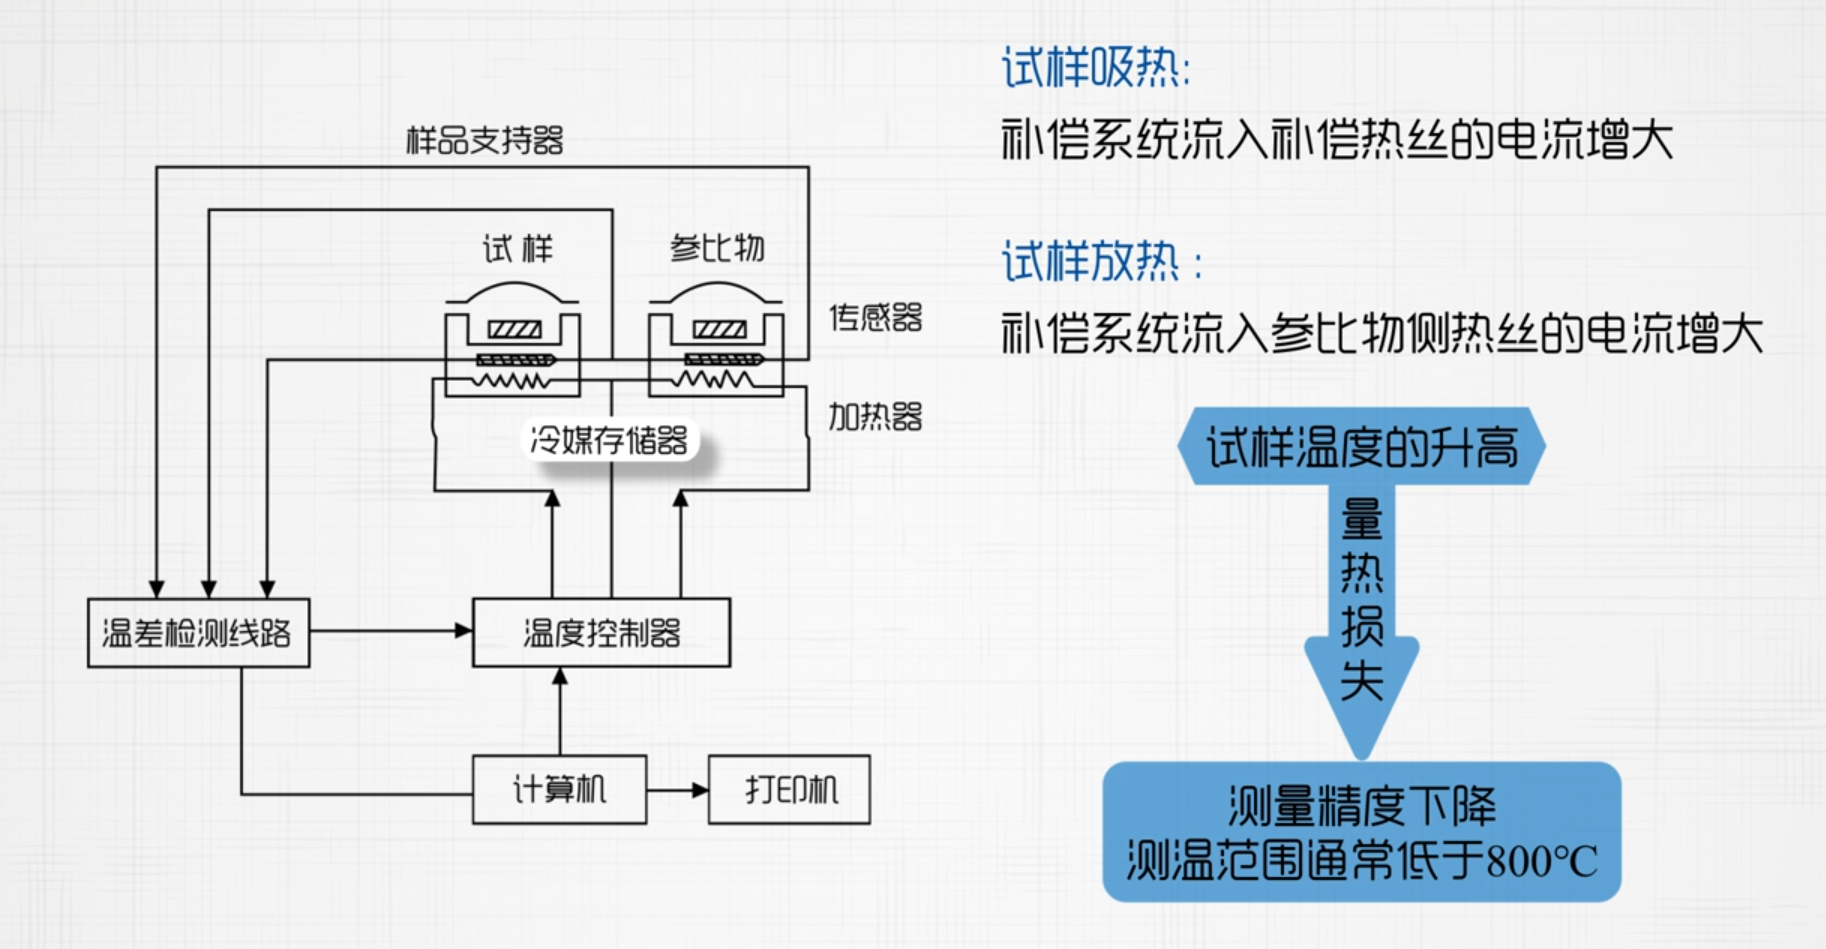 样品支持器
试样
参比物
传感器
加热器
冷媒存储器
温差检测线路
温度控制器
计算机
打印机
试样吸热:
补偿系统流入补偿热丝的电流增大
试样放热:
补偿系统流入参比物侧热丝的电流增大
试样温度的升高
量热损失
测量精度下降
测温范围通常低于800℃